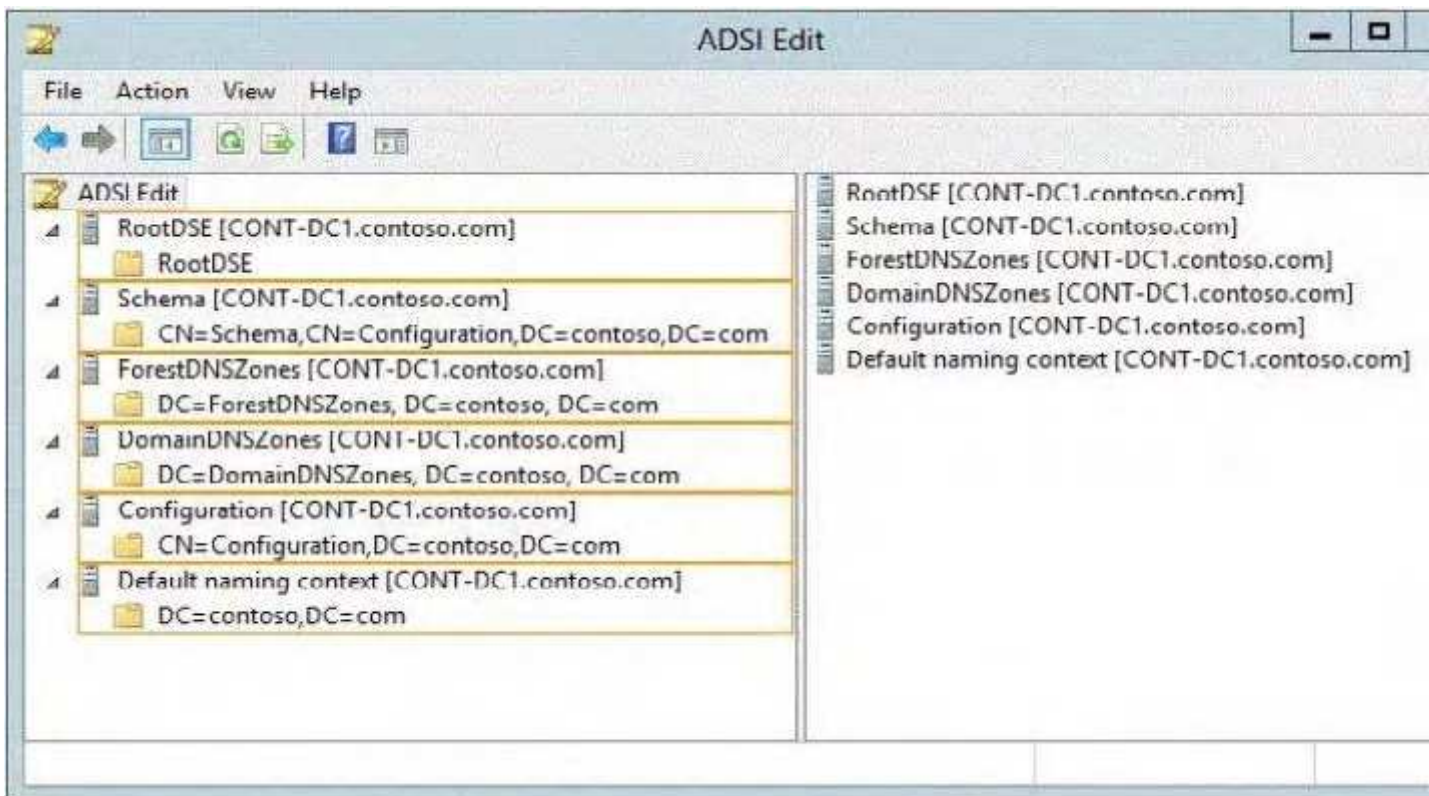 ADSI Edit
File Action View Help
ADSI Edit
RootDSE [CONT-DC1.contoso.com]
RootDSE
Schema [CONT-DC1.contoso.com]
CN=Schema,CN=Configuration,DC=contoso,DC=com
ForestDNSZones [CONT-DC1.contoso.com]
DC=ForestDNSZones, DC=contoso, DC=com
DomainDNSZones [CONT-DC1.contoso.com]
DC=DomainDNSZones, DC=contoso, DC=com
Configuration [CONT-DC1.contoso.com]
CN=Configuration,DC=contoso,DC=com
Default naming context [CONT-DC1.contoso.com]
DC=contoso,DC=com
RootDSE [CONT-DC1.contoso.com]
Schema [CONT-DC1.contoso.com]
ForestDNSZones [CONT-DC1.contoso.com]
DomainDNSZones [CONT-DC1.contoso.com]
Configuration [CONT-DC1.contoso.com]
Default naming context [CONT-DC1.contoso.com]